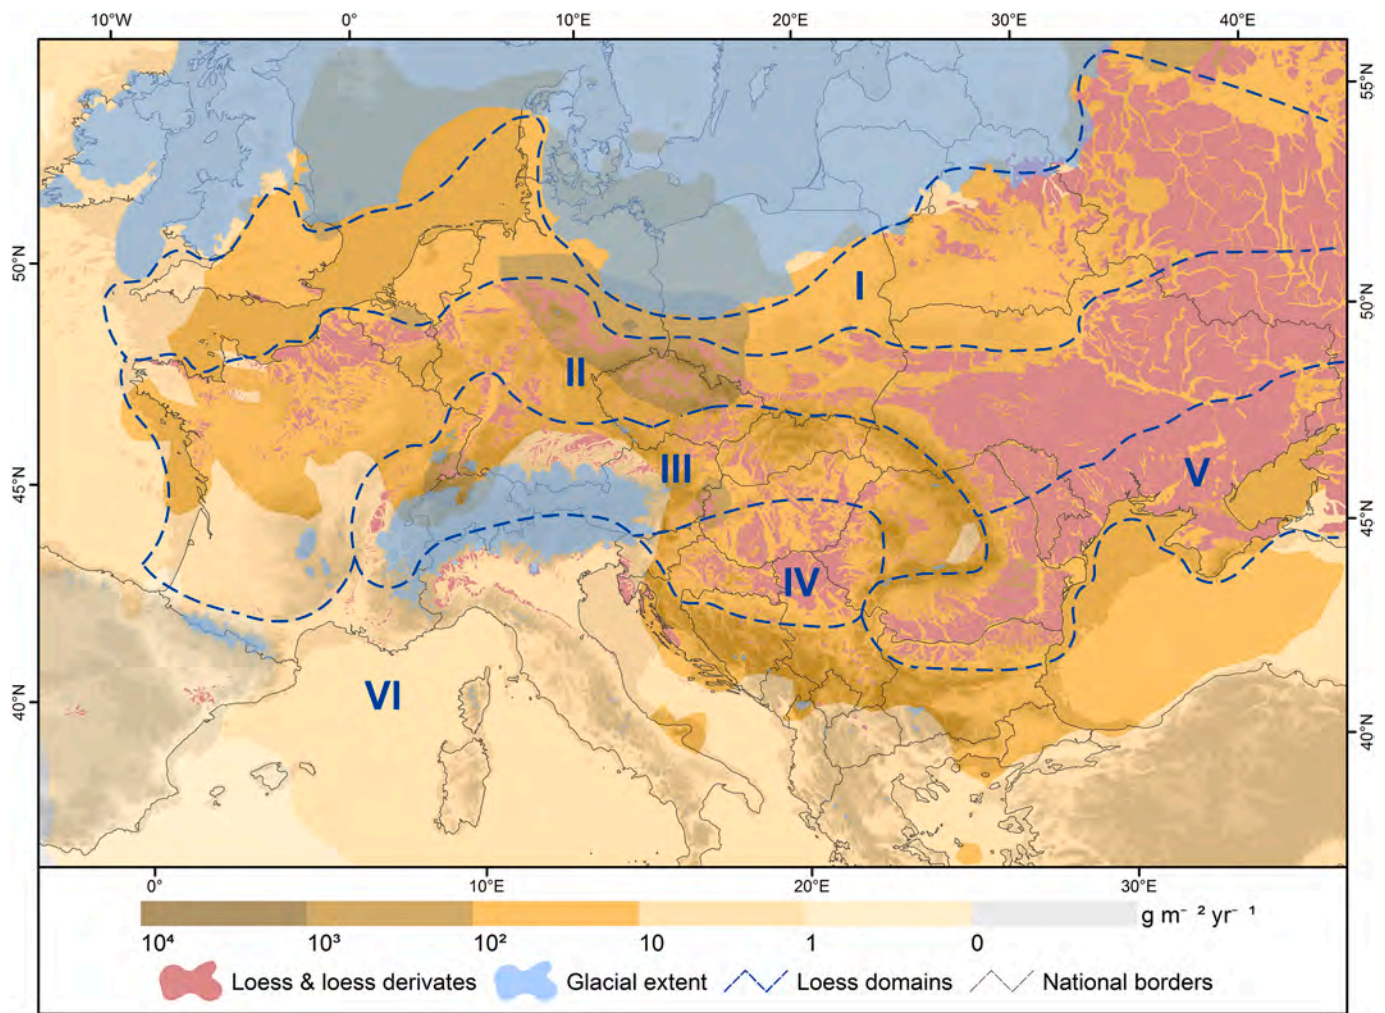 10°W 0° 10°E 20°E 30°E 40°E
55°N
50°N 50°N
I
II
III
V
45°N 45°N
IV
VI
40°N 40°N
0° 10°E 20°E 30°E
10⁴ 10³ 10² 10 1 0 g m⁻ ² yr⁻ ¹
Loess & loess derivates Glacial extent Loess domains National borders